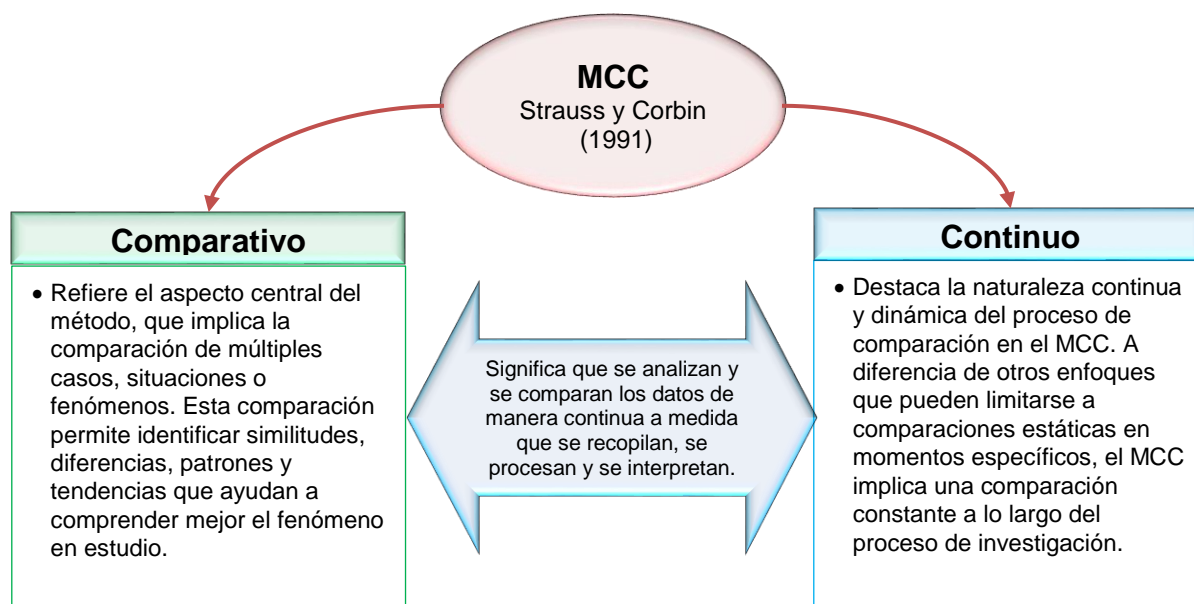 MCC
Strauss y Corbin
(1991)
Comparativo
• Refiere el aspecto central del
método, que implica la
comparación de múltiples
casos, situaciones o
fenómenos. Esta comparación
permite identificar similitudes,
diferencias, patrones y
tendencias que ayudan a
comprender mejor el fenómeno
en estudio.
Significa que se analizan y
se comparan los datos de
manera continua a medida
que se recopilan, se
procesan y se interpretan.
Continuo
• Destaca la naturaleza continua
y dinámica del proceso de
comparación en el MCC. A
diferencia de otros enfoques
que pueden limitarse a
comparaciones estáticas en
momentos específicos, el MCC
implica una comparación
constante a lo largo del
proceso de investigación.